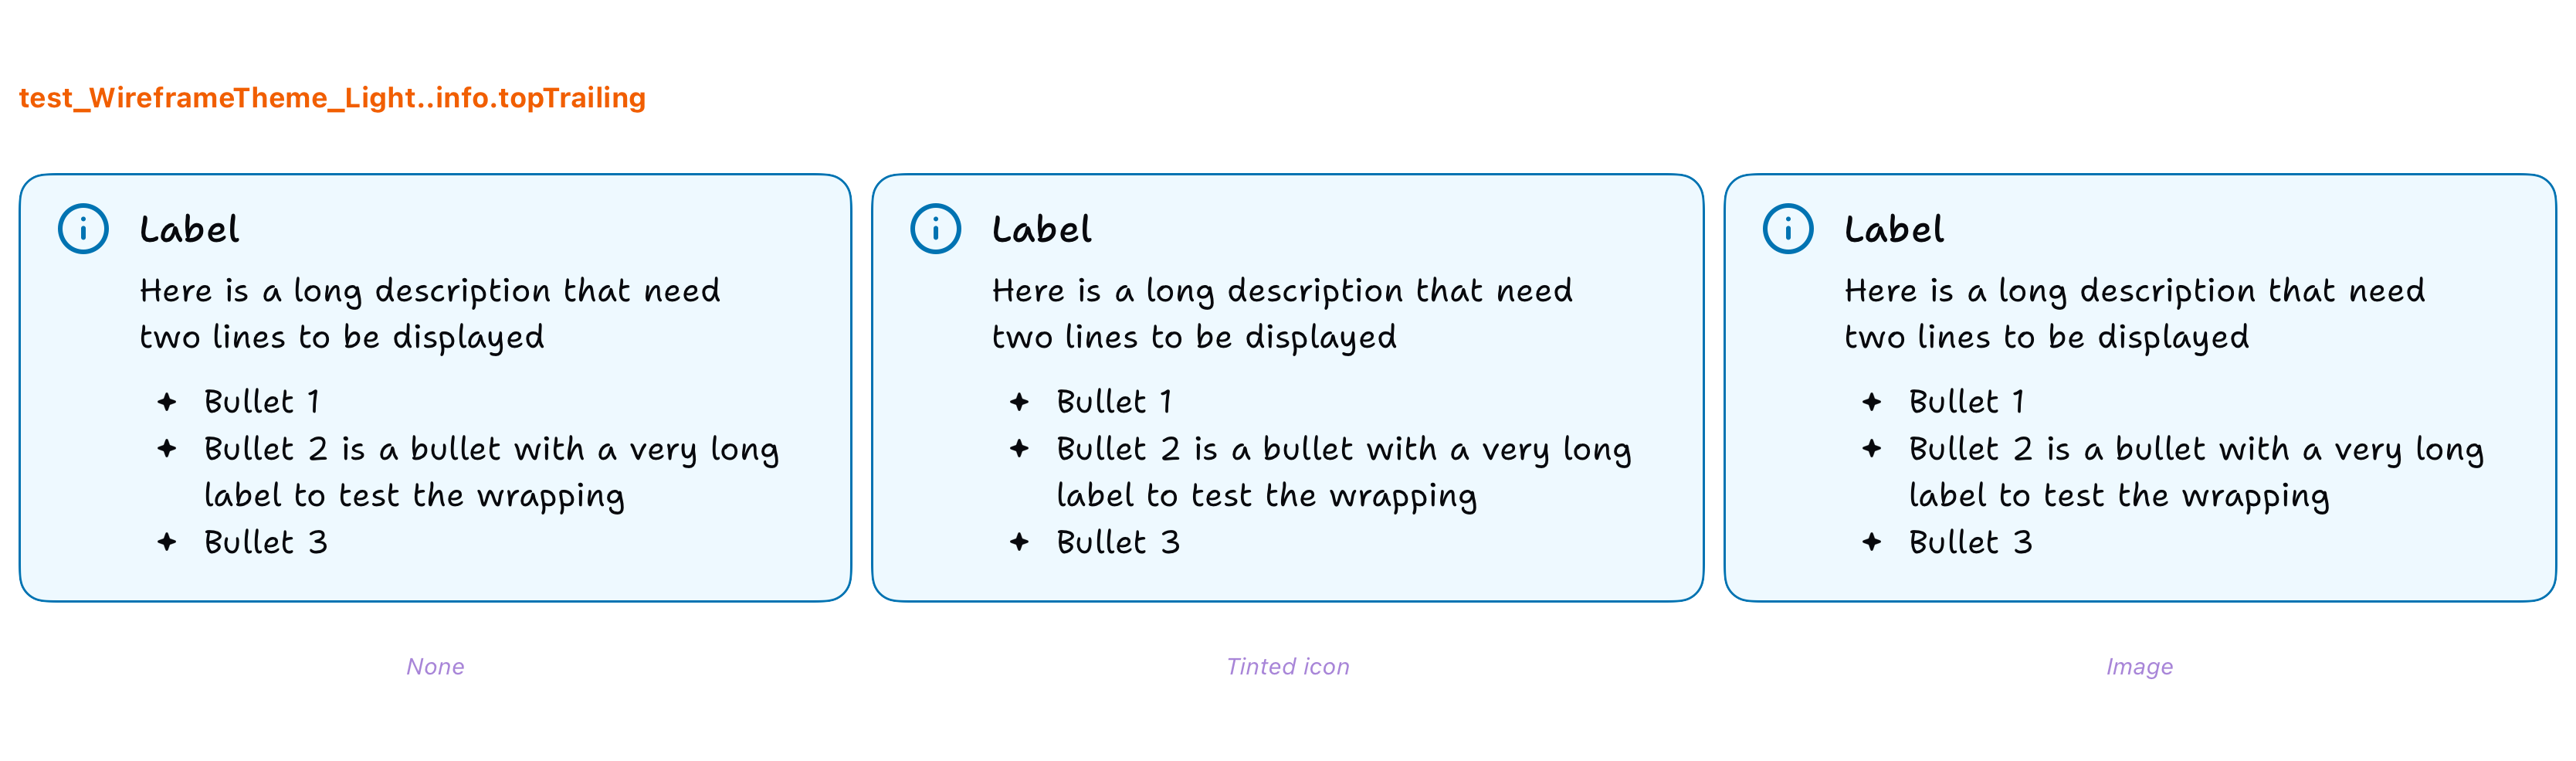 test_WireframeTheme_Light..info.topTrailing
Label
Here is a long description that need
two lines to be displayed
Bullet 1
Bullet 2 is a bullet with a very long
label to test the wrapping
Bullet 3
None
Label
Here is a long description that need
two lines to be displayed
Bullet 1
Bullet 2 is a bullet with a very long
label to test the wrapping
Bullet 3
Tinted icon
Label
Here is a long description that need
two lines to be displayed
Bullet 1
Bullet 2 is a bullet with a very long
label to test the wrapping
Bullet 3
Image